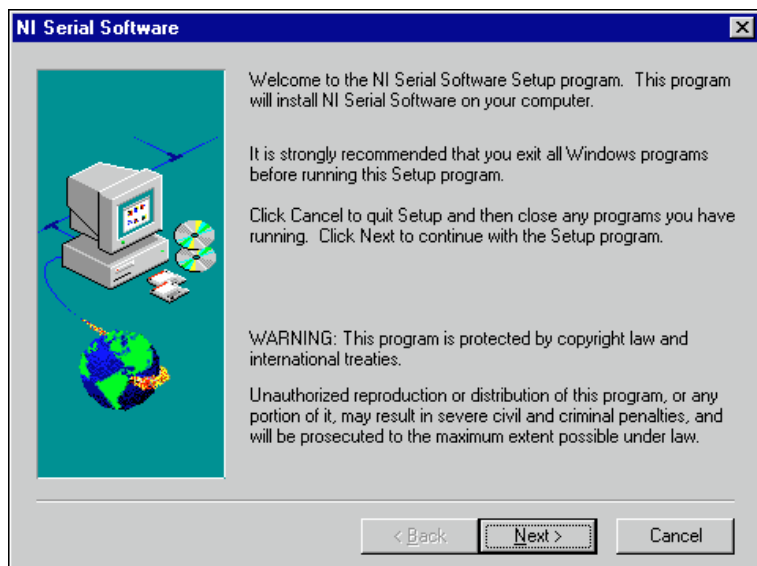 NI Serial Software
Welcome to the NI Serial Software Setup program. This program
will install NI Serial Software on your computer.
It is strongly recommended that you exit all Windows programs
before running this Setup program.
Click Cancel to quit Setup and then close any programs you have
running. Click Next to continue with the Setup program.
WARNING: This program is protected by copyright law and
international treaties.
Unauthorized reproduction or distribution of this program, or any
portion of it, may result in severe civil and criminal penalties, and
will be prosecuted to the maximum extent possible under law.
< Back
Next >
Cancel